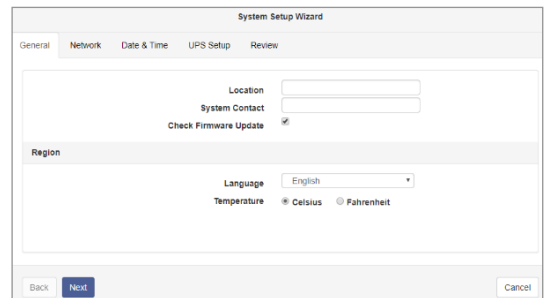 System Setup Wizard
General Network Date & Time UPS Setup Review
Location
System Contact
Check Firmware Update
Region
Language English
Temperature Celsius Fahrenheit
Back Next Cancel